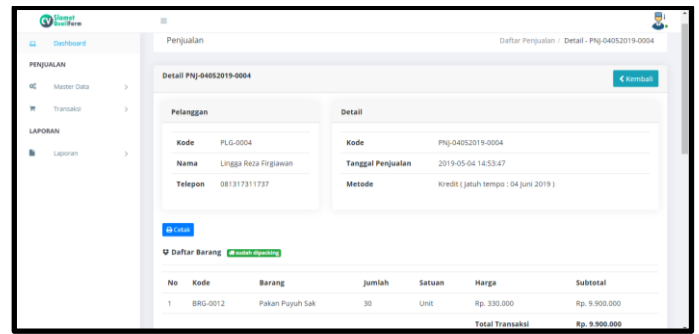 Slamet
Quailfarm
Dashboard
PENJUALAN
Master Data
Transaksi
LAPORAN
Laporan
Penjualan
Daftar Penjualan / Detail - PNJ-04052019-0004
Detail PNJ-04052019-0004
Kembali
Pelanggan
Kode PLG-0004
Nama Lingga Reza Firgiawan
Telepon 081317311737
Detail
Kode PNJ-04052019-0004
Tanggal Penjualan 2019-05-04 14:53:47
Metode Kredit ( Jatuh tempo : 04 Juni 2019 )
Cetak
Daftar Barang sudah dipacking
No Kode Barang Jumlah Satuan Harga Subtotal
1 BRG-0012 Pakan Puyuh Sak 30 Unit Rp. 330.000 Rp. 9.900.000
Total Transaksi Rp. 9.900.000